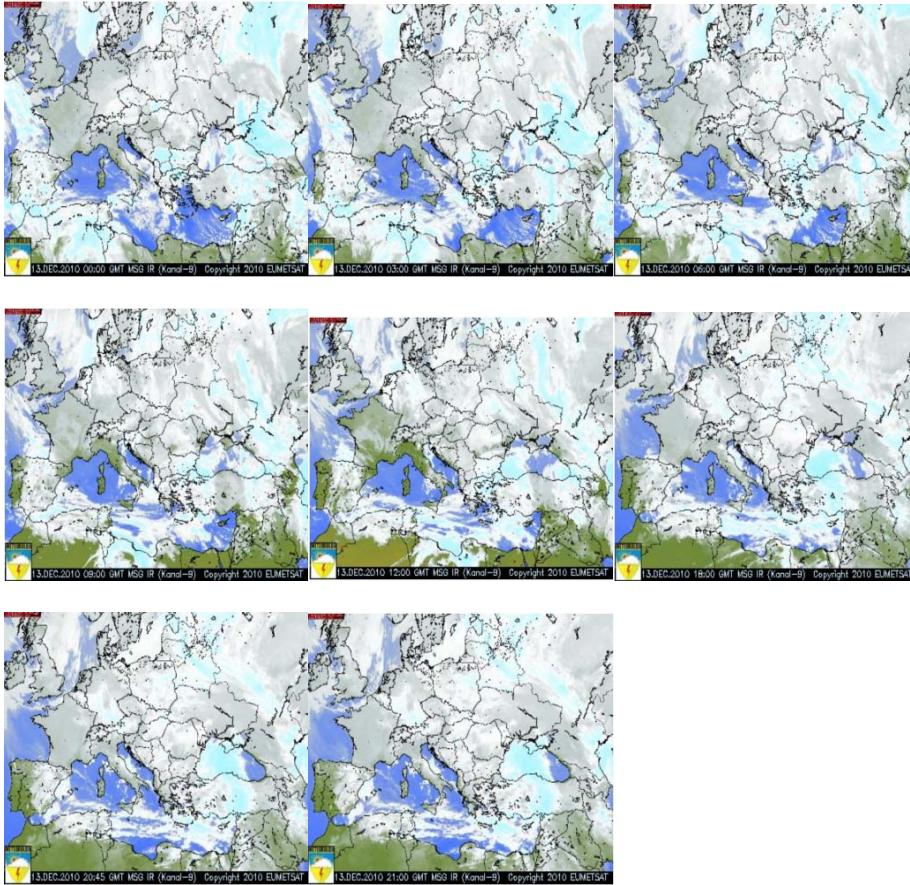 13.DEC.2010 00:00 GMT MSG IR (Kanal-9) Copyright 2010 EUMETSAT
13.DEC.2010 03:00 GMT MSG IR (Kanal-9) Copyright 2010 EUMETSAT
13.DEC.2010 06:00 GMT MSG IR (Kanal-9) Copyright 2010 EUMETSA
13.DEC.2010 09:00 GMT MSG IR (Kanal-9) Copyright 2010 EUMETSAT
13.DEC.2010 12:00 GMT MSG IR (Kanal-9) Copyright 2010 EUMETSAT
13.DEC.2010 18:00 GMT MSG IR (Kanal-9) Copyright 2010 EUMETSA
13.DEC.2010 20:45 GMT MSG IR (Kanal-9) Copyright 2010 EUMETSAT
13.DEC.2010 21:00 GMT MSG IR (Kanal-9) Copyright 2010 EUMETSAT